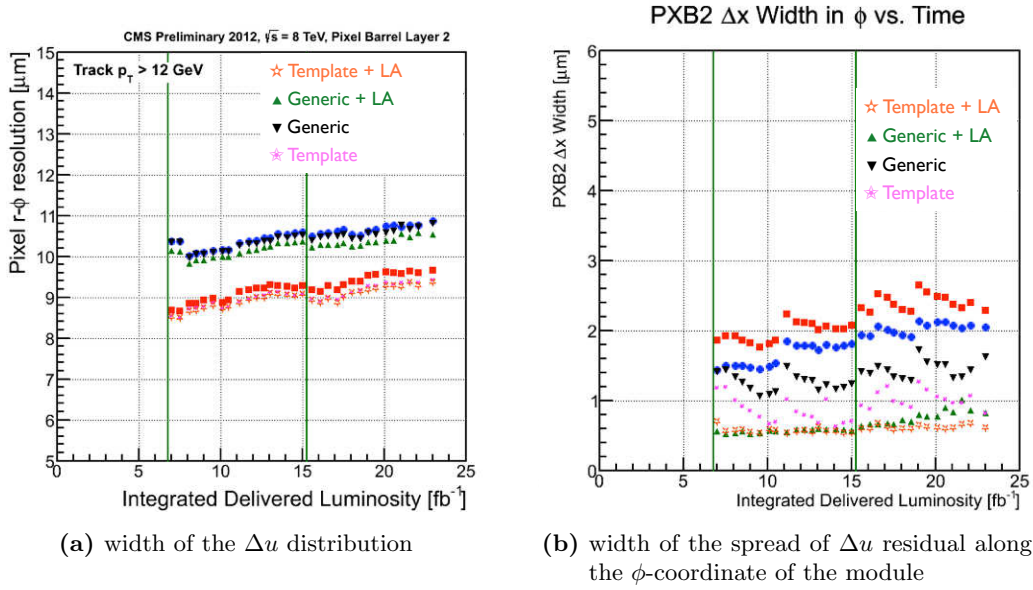 CMS Preliminary 2012, √s = 8 TeV, Pixel Barrel Layer 2
Pixel r-ϕ resolution [μm]
Track p_T > 12 GeV
☆ Template + LA
▲ Generic + LA
▼ Generic
✳ Template
15
14
13
12
11
10
9
8
7
6
5
0 5 10 15 20 25
Integrated Delivered Luminosity [fb⁻¹]
(a) width of the Δu distribution
PXB2 Δx Width in ϕ vs. Time
PXB2 Δx Width [μm]
☆ Template + LA
▲ Generic + LA
▼ Generic
✳ Template
6
5
4
3
2
1
0
0 5 10 15 20 25
Integrated Delivered Luminosity [fb⁻¹]
(b) width of the spread of Δu residual along
the ϕ-coordinate of the module